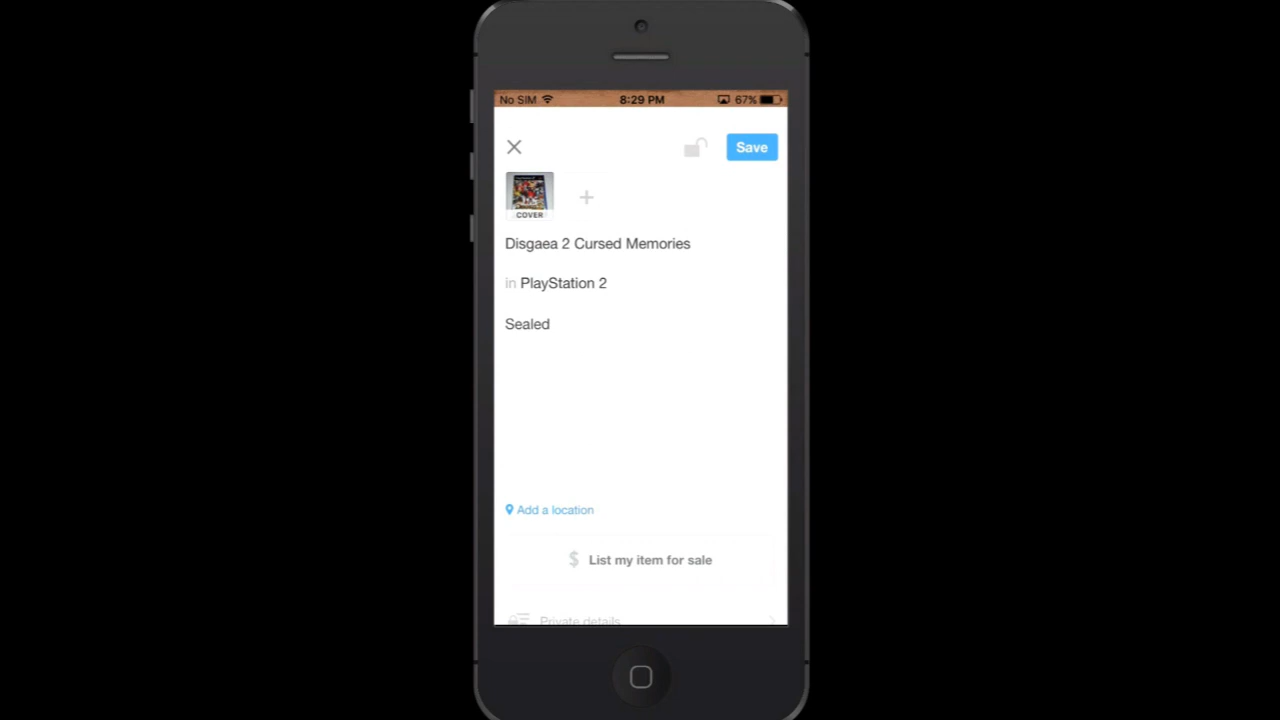 No SIM 8:29 PM 67%
Save
COVER
Disgaea 2 Cursed Memories
in PlayStation 2
Sealed
Add a location
$ List my item for sale
Private details